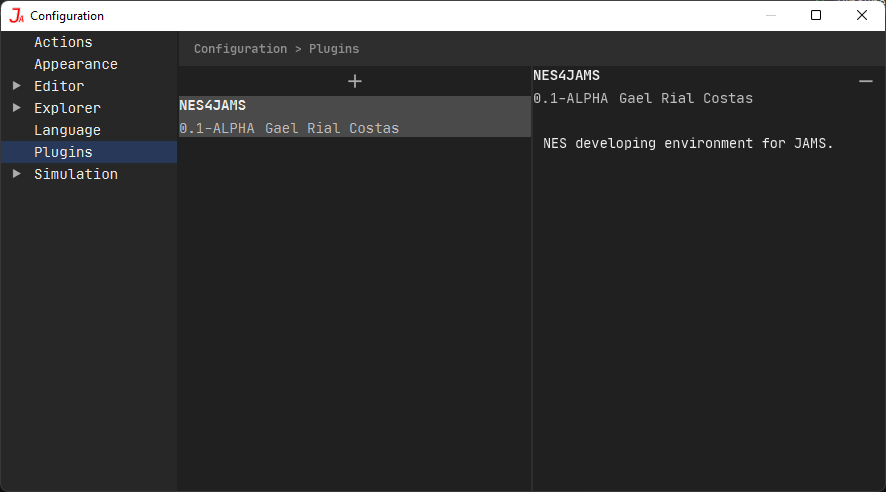 Configuration
Actions
Appearance
Editor
Explorer
Language
Plugins
Simulation
Configuration > Plugins
NES4JAMS
0.1-ALPHA Gael Rial Costas
NES4JAMS
0.1-ALPHA Gael Rial Costas
NES developing environment for JAMS.